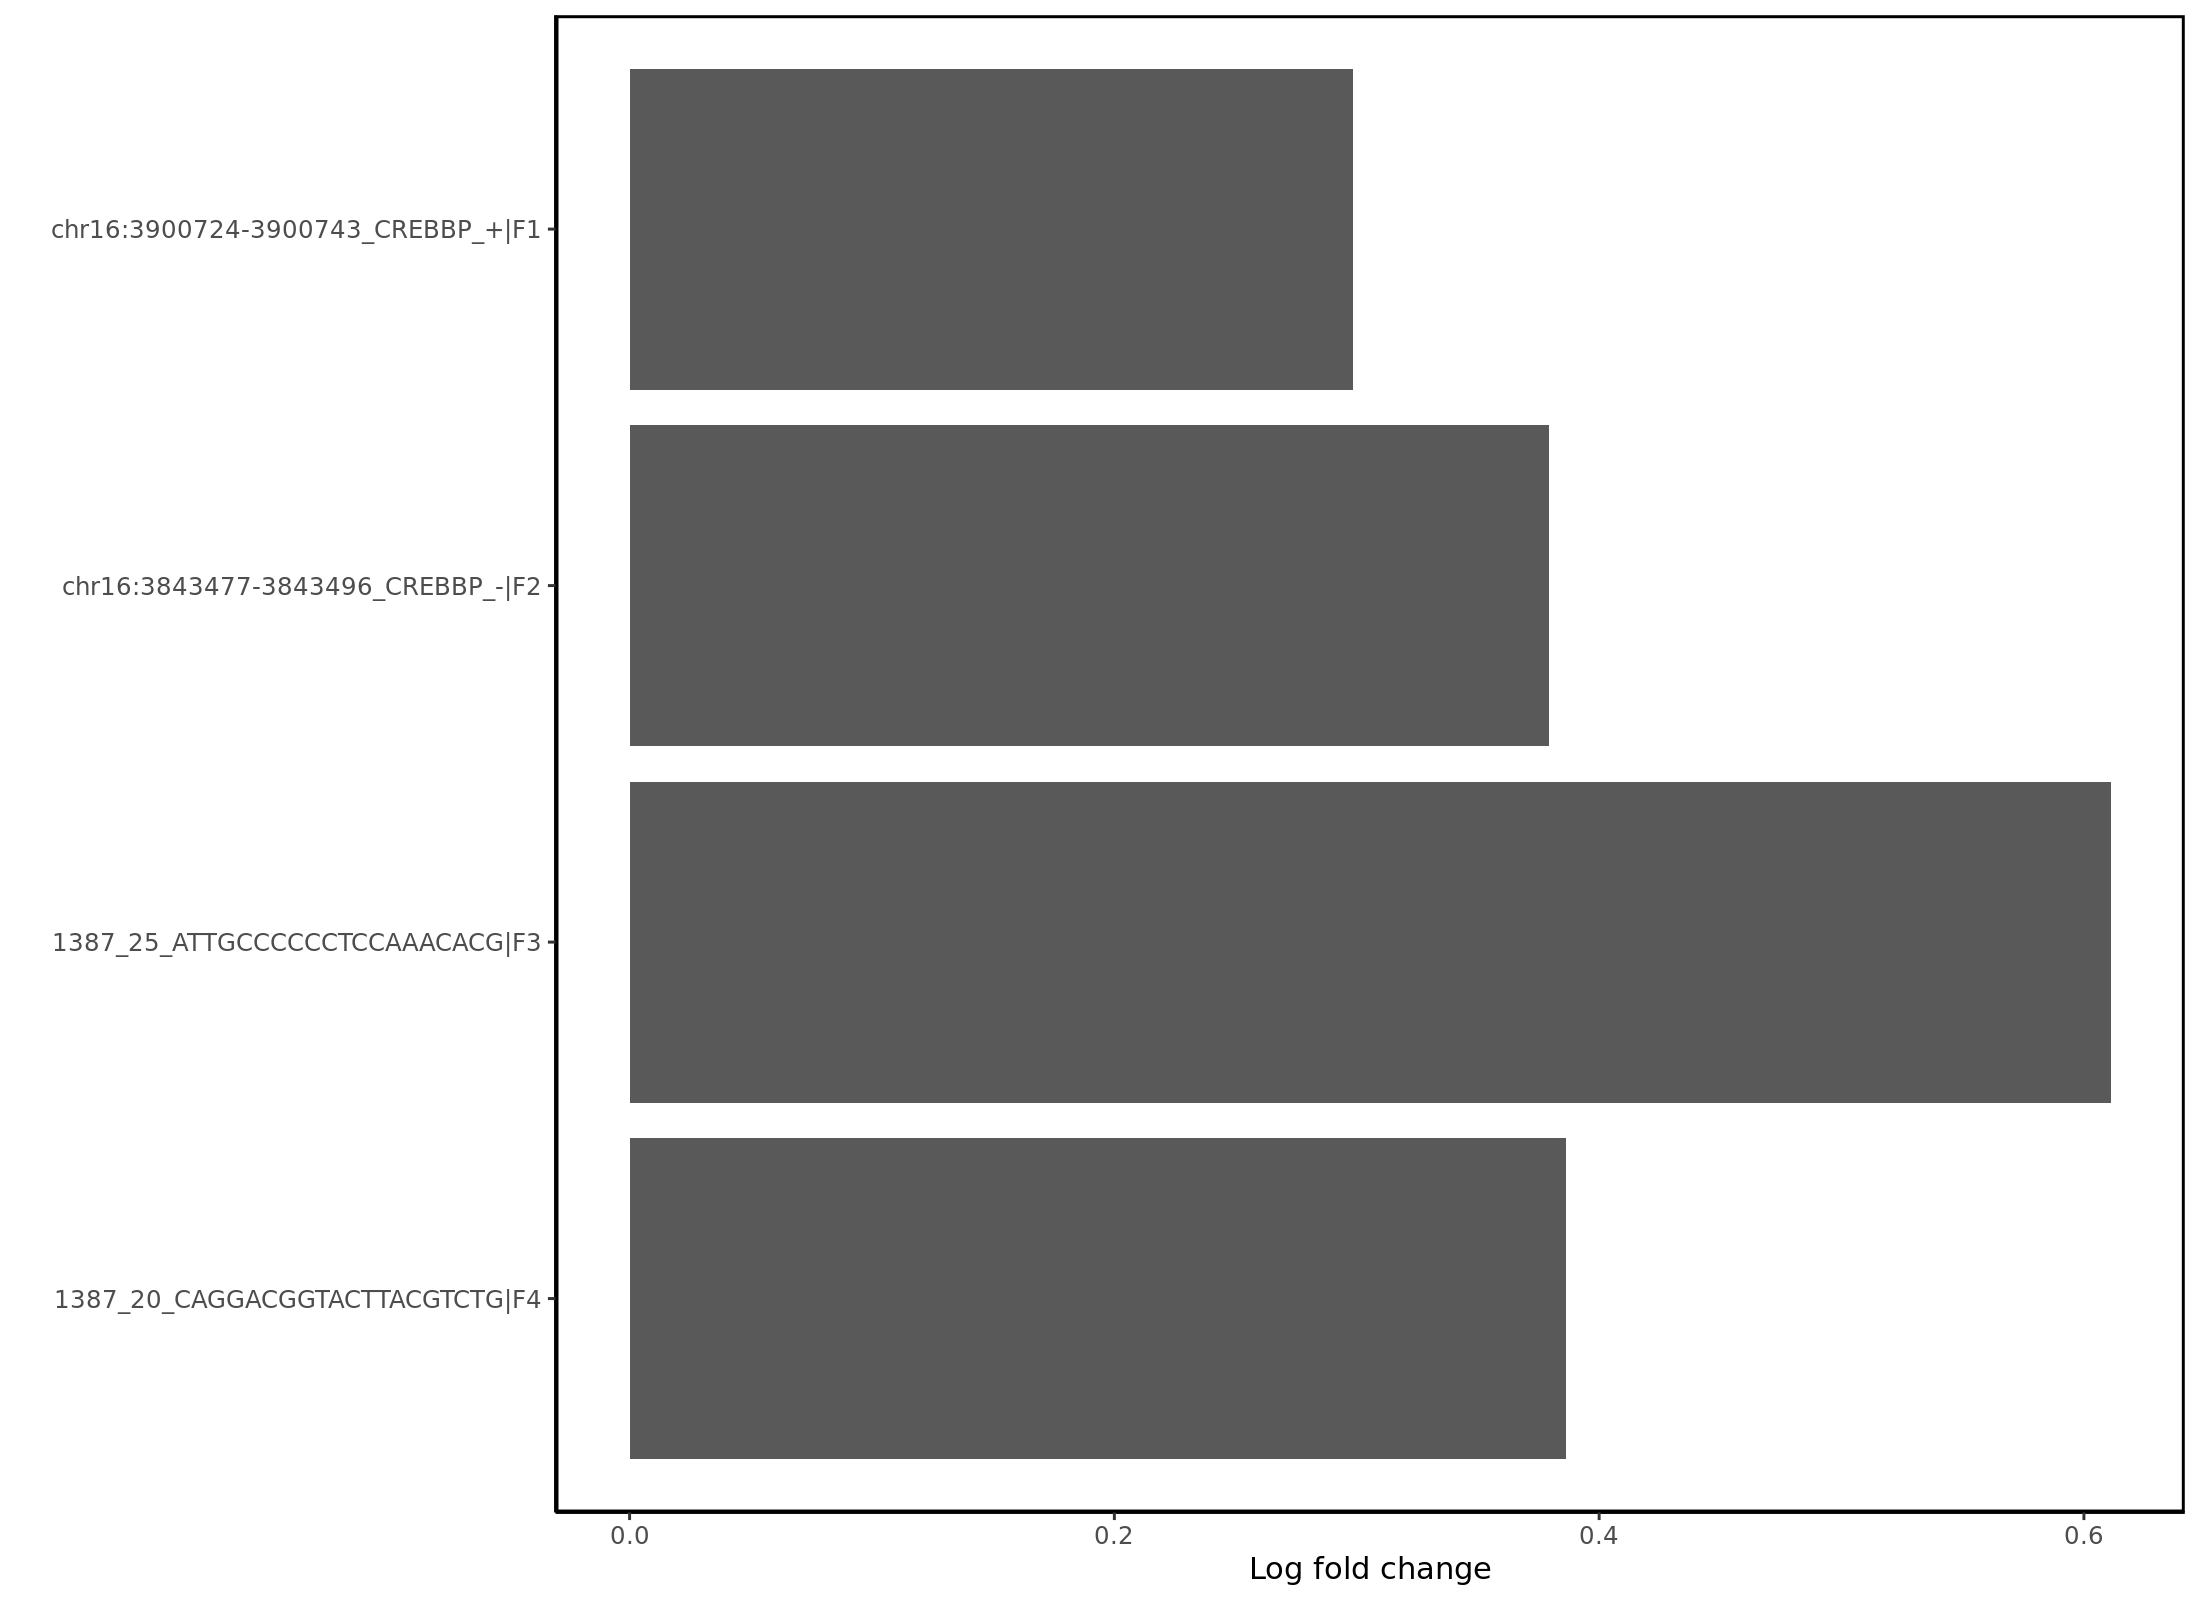 chr16:3900724-3900743_CREBBP_+|F1
chr16:3843477-3843496_CREBBP_-|F2
1387_25_ATTGCCCCCCTCCAAACACG|F3
1387_20_CAGGACGGTACTTACGTCTG|F4
0.0 0.2 0.4 0.6
Log fold change